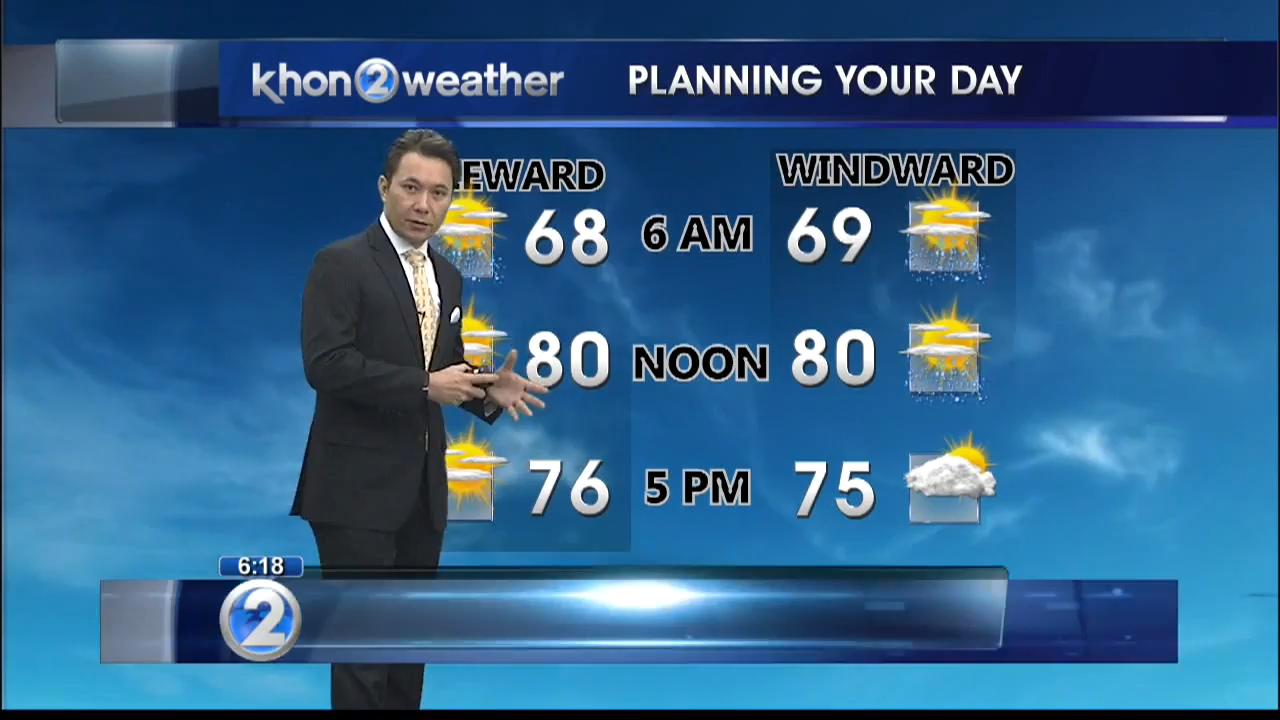 khon2weather PLANNING YOUR DAY
EWARD WINDWARD
68 6 AM 69
80 NOON 80
76 5 PM 75
6:18
2